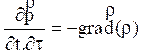 ρ ρ
∂p
――― = −grad(ρ)
∂t.∂τ